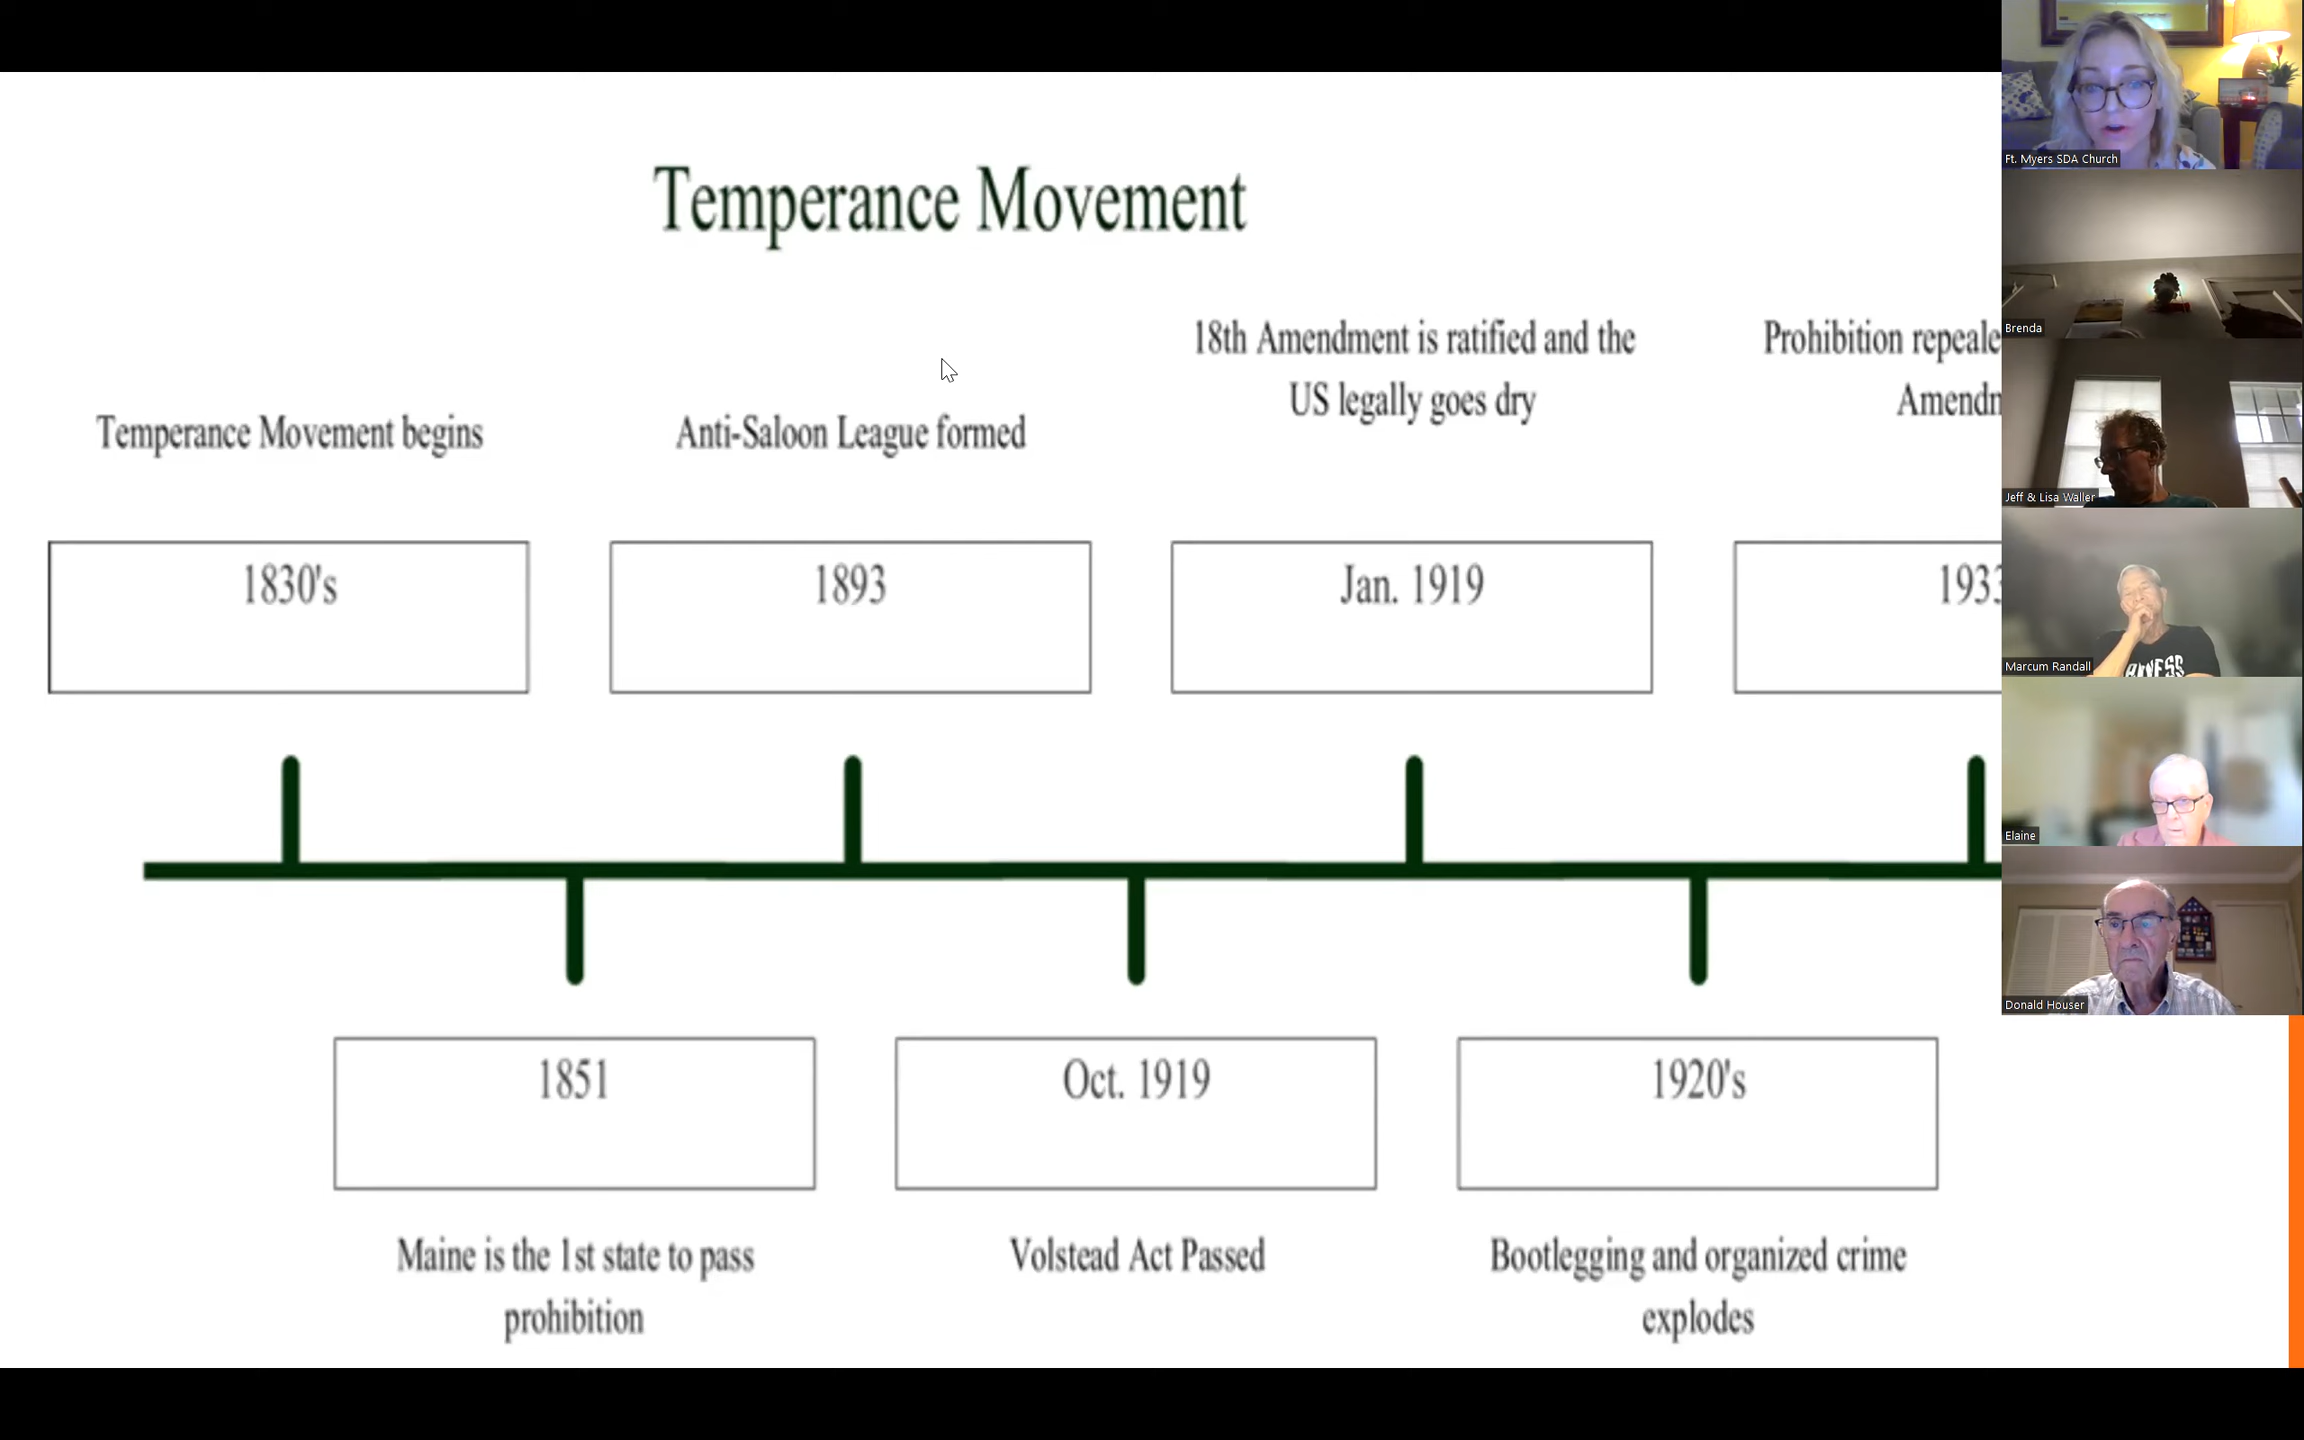 Temperance Movement
18th Amendment is ratified and the
US legally goes dry
Prohibition
Temperance Movement begins
Anti-Saloon League formed
1830's
1893
Jan. 1919
1851
Oct. 1919
1920's
Maine is the 1st state to pass
prohibition
Volstead Act Passed
Bootlegging and organized crime
explodes
Ft. Myers SDA Church
Brenda
Jeff & Lisa Waller
Marcum Randall
Elaine
Donald Houser